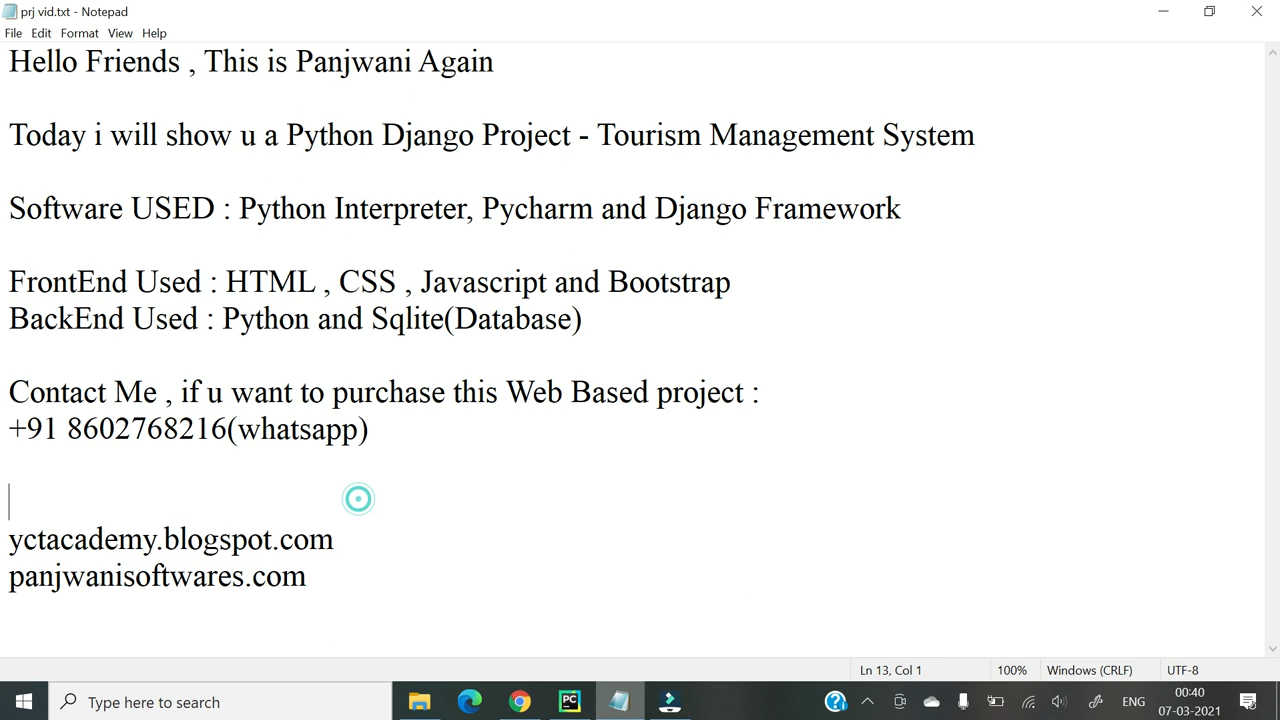 prj vid.txt - Notepad
File Edit Format View Help
Hello Friends , This is Panjwani Again
Today i will show u a Python Django Project - Tourism Management System
Software USED : Python Interpreter, Pycharm and Django Framework
FrontEnd Used : HTML , CSS , Javascript and Bootstrap
BackEnd Used : Python and Sqlite(Database)
Contact Me , if u want to purchase this Web Based project :
+91 8602768216(whatsapp)
yctacademy.blogspot.com
panjwanisoftwares.com
Ln 13, Col 1 100% Windows (CRLF) UTF-8
Type here to search PC ENG 00:40
07-03-2021